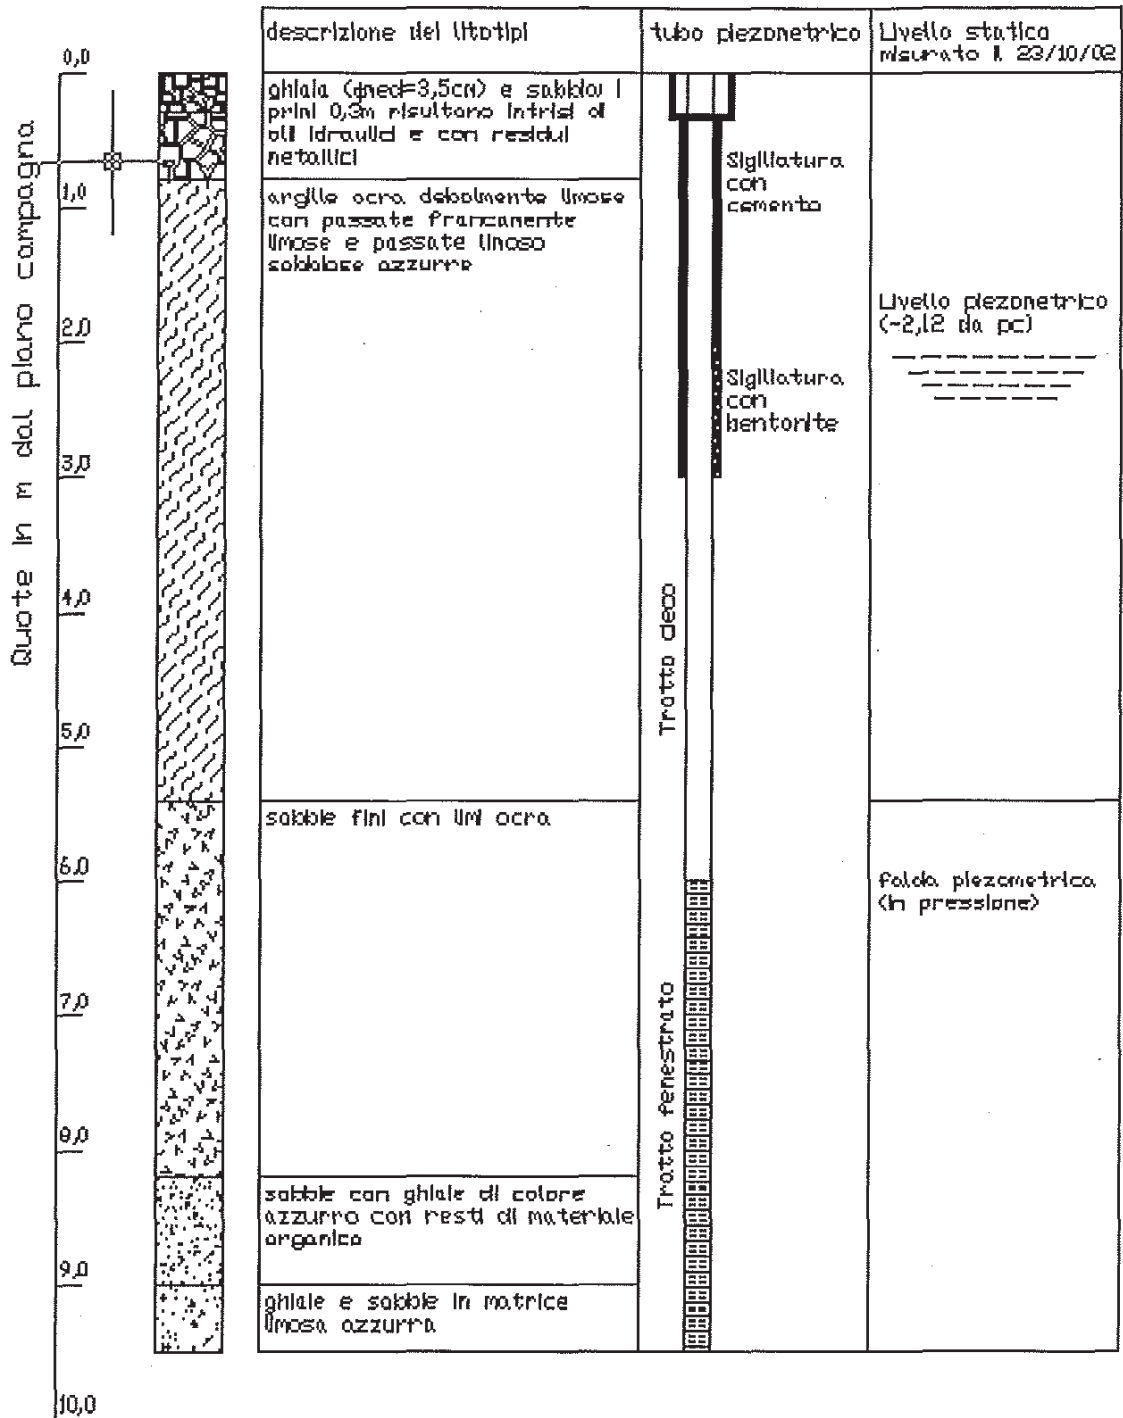 descrizione dei litotipi
tubo piezometrico
Livello statico
misurato il 23/10/02
0,0
ghiaia (φmed=3,5cm) e sabbia; i
primi 0,3m risultano intrisi di
olii idraulici e con residui
metallici
Sigillatura
con
cemento
1,0
argille ocra debolmente limose
con passate francamente
limose e passate limoso
sabbiose azzurre
Livello piezometrico
(-2,12 da pc)
2,0
Sigillatura
con
bentonite
3,0
Quote in m dal piano campagna
4,0
Tratto cieco
5,0
sabbie fini con limi ocra
6,0
falda piezometrica
(in pressione)
7,0
Tratto fenestrato
8,0
sabbie con ghiaie di colore
azzurro con resti di materiale
organico
9,0
ghiaie e sabbie in matrice
limosa azzurra
10,0